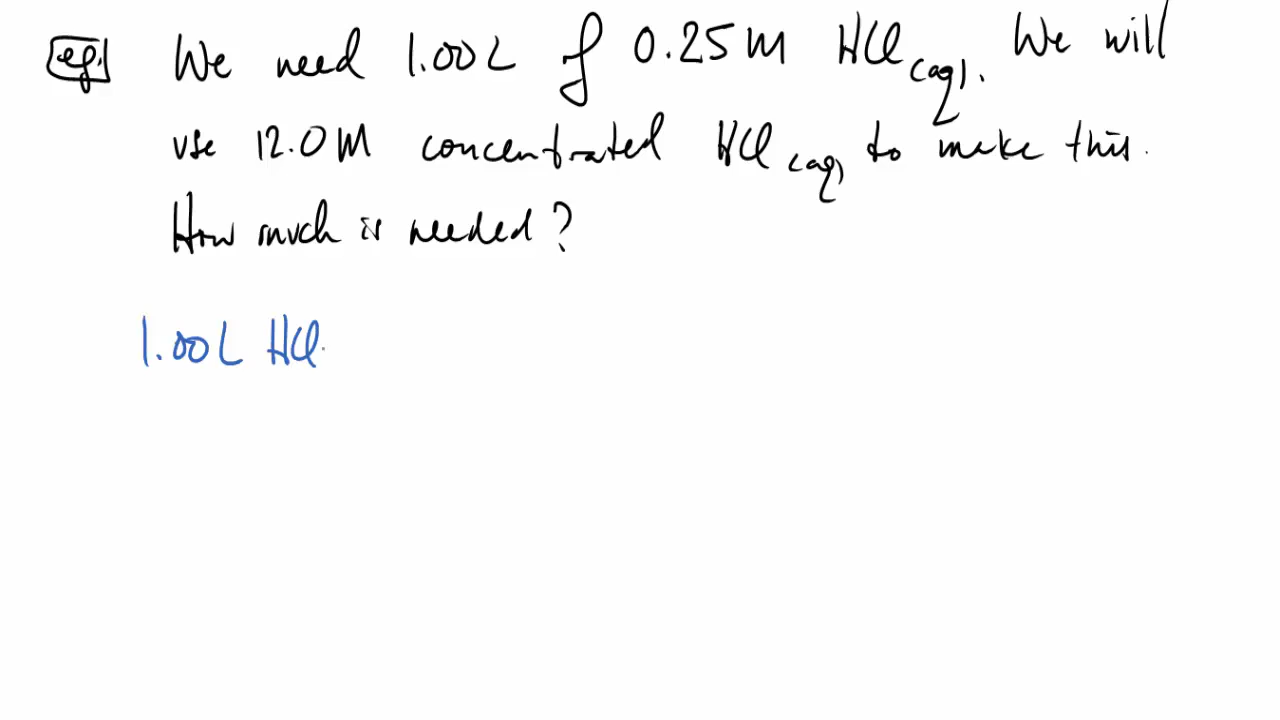 eg. We need 1.00L of 0.25M HCl(aq). We will
use 12.0M concentrated HCl(aq) to make this.
How much is needed?
1.00L HCl